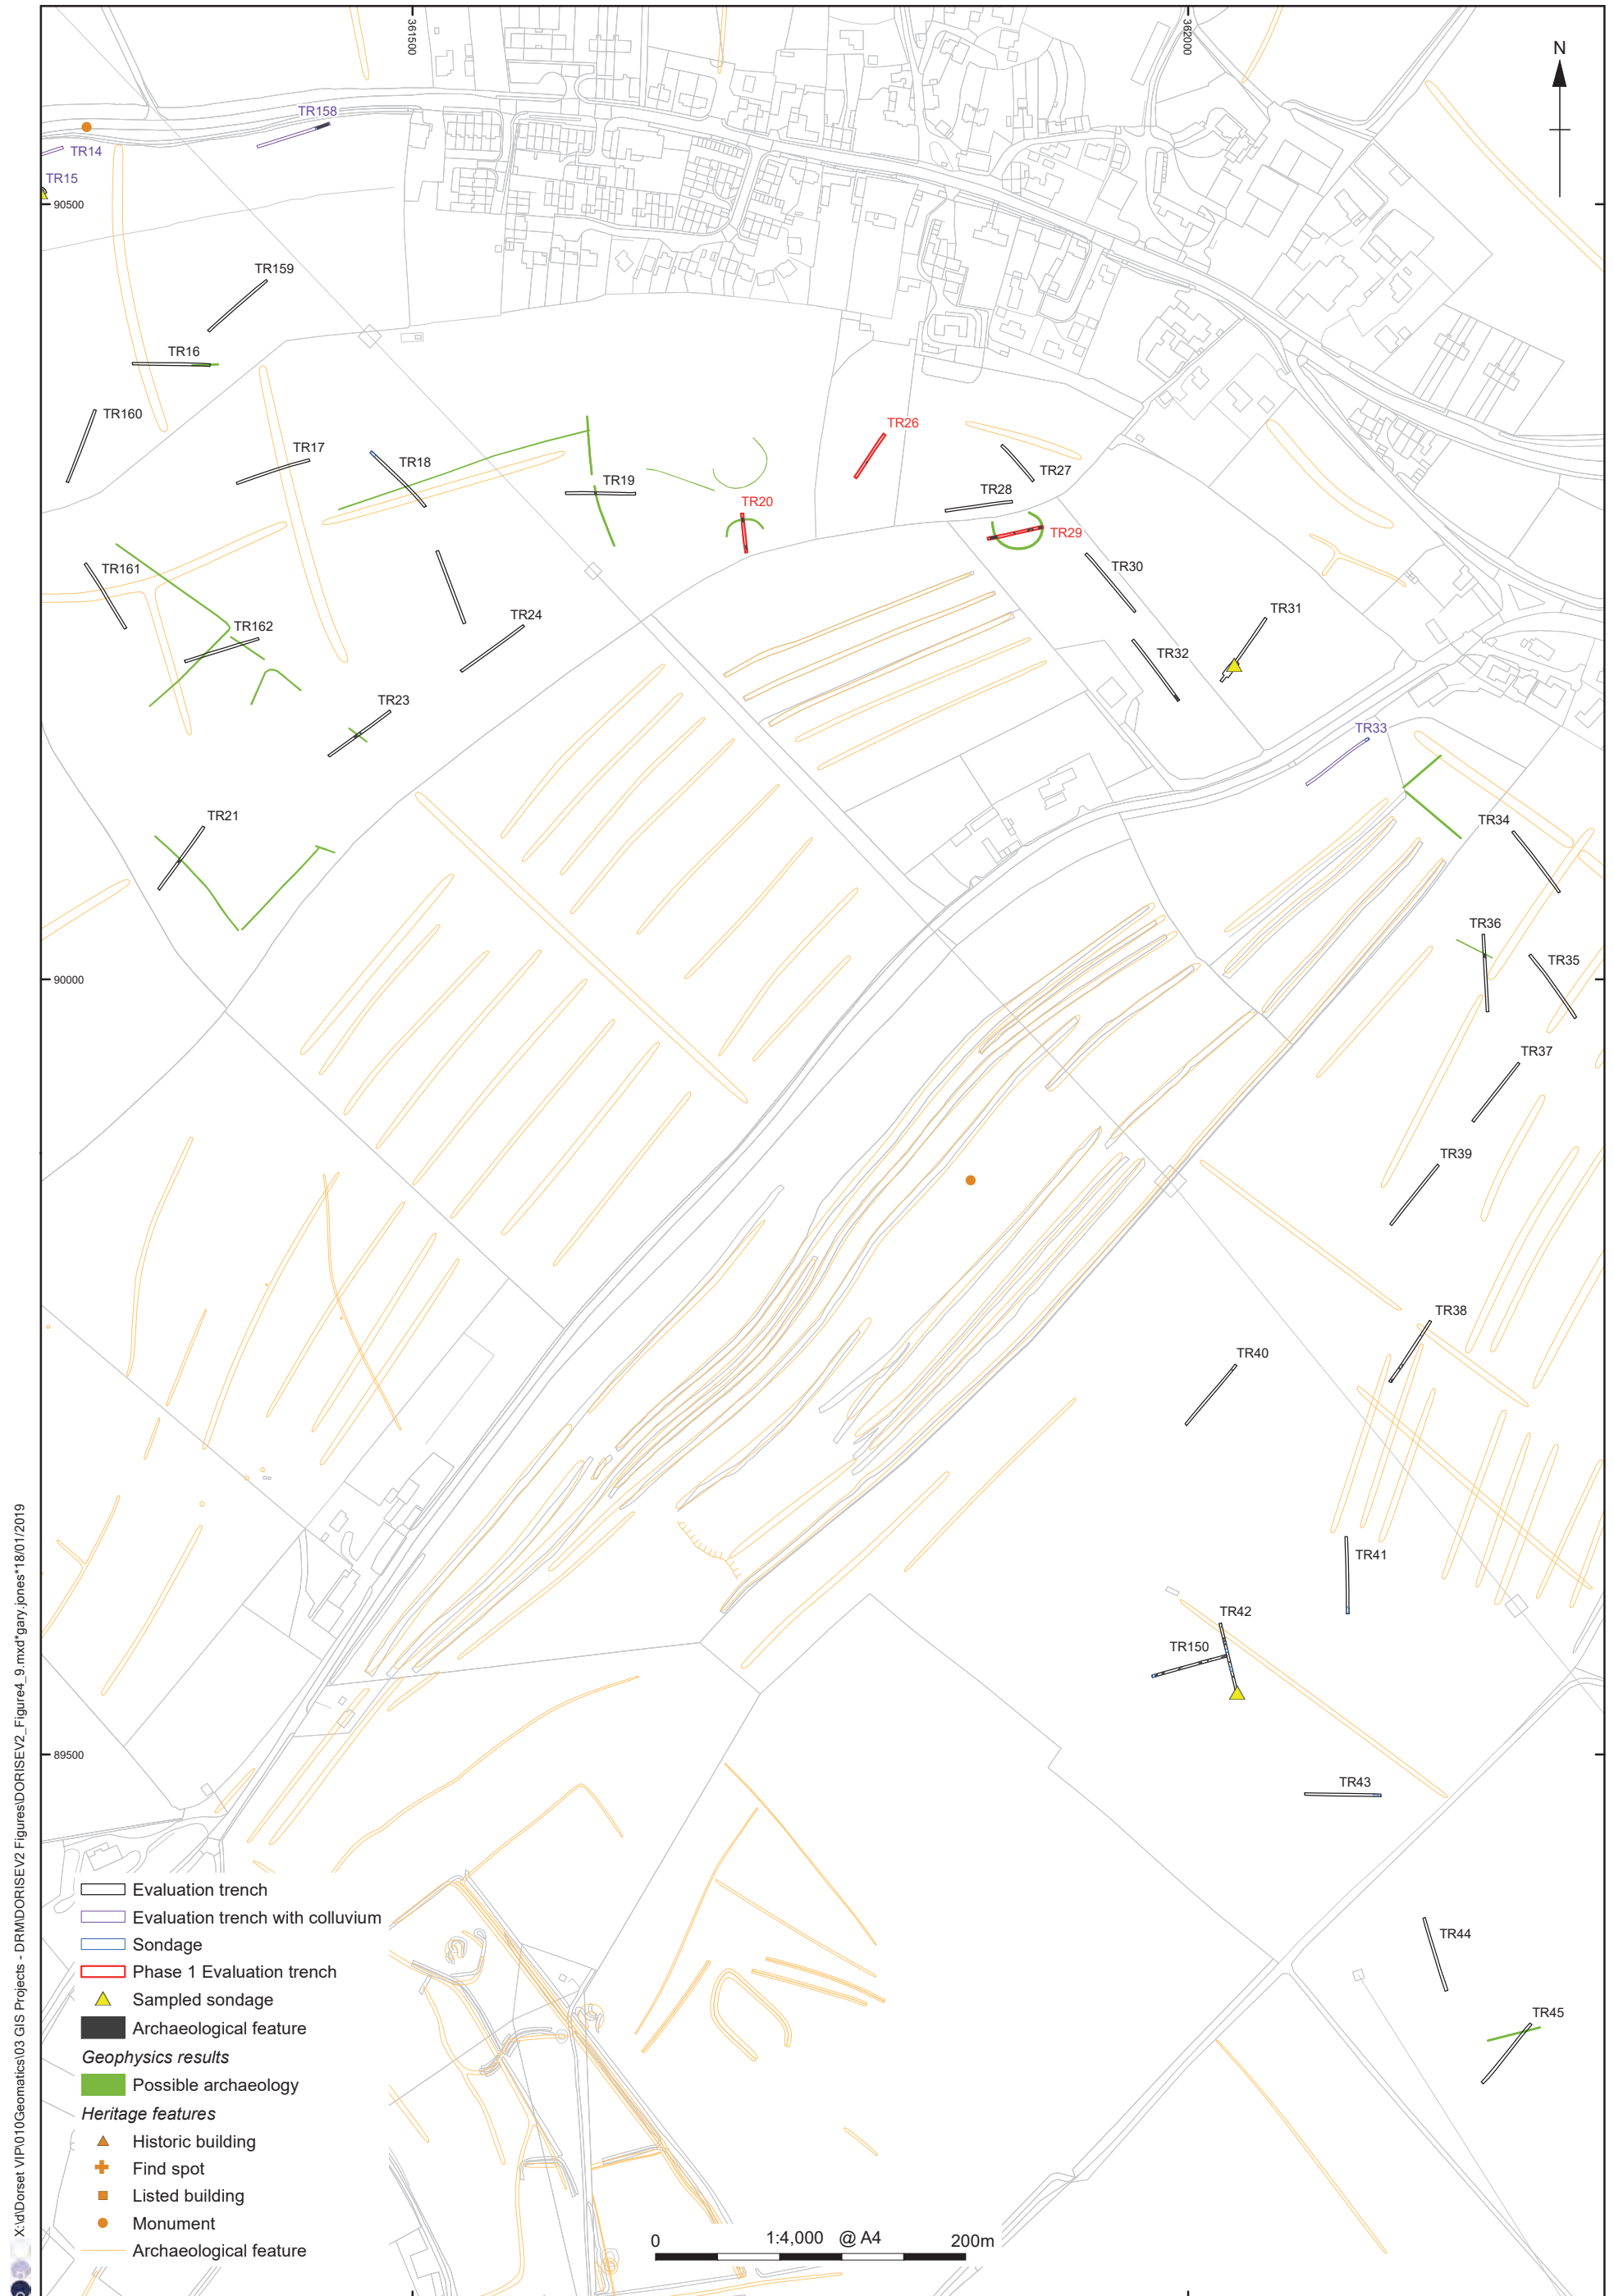 361500
362000
N
TR158
TR14
TR15
90500
TR159
TR16
TR160
TR26
TR17
TR18
TR27
TR19
TR28
TR20
TR29
TR161
TR30
TR31
TR24
TR162
TR32
TR23
TR33
TR21
TR34
TR36
TR35
90000
TR37
TR39
TR38
TR40
TR41
TR42
TR150
89500
TR43
TR44
TR45
Evaluation trench
Evaluation trench with colluvium
Sondage
Phase 1 Evaluation trench
Sampled sondage
Archaeological feature
Geophysics results
Possible archaeology
Heritage features
Historic building
Find spot
Listed building
Monument
Archaeological feature
0 1:4,000 @ A4 200m
X:\d\Dorset VIP\010Geomatics\03 GIS Projects - DRM\DORISEV2 Figures\DORISEV2_Figure4_9.mxd*gary.jones*18/01/2019